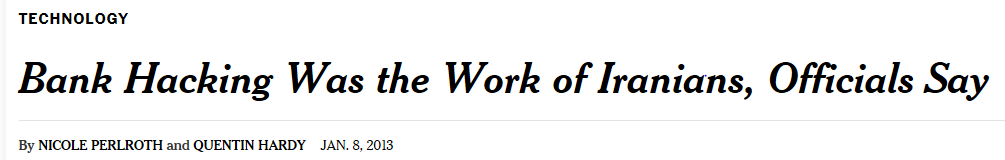 TECHNOLOGY
Bank Hacking Was the Work of Iranians, Officials Say
By NICOLE PERLROTH and QUENTIN HARDY JAN. 8, 2013